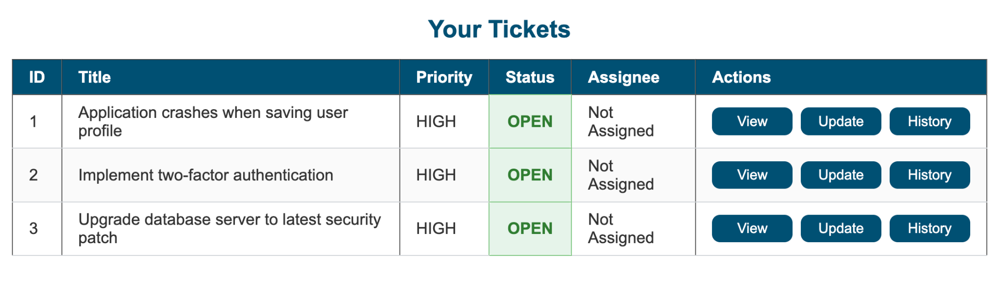 Your Tickets
ID Title Priority Status Assignee Actions
1 Application crashes when saving user profile HIGH OPEN Not Assigned View Update History
2 Implement two-factor authentication HIGH OPEN Not Assigned View Update History
3 Upgrade database server to latest security patch HIGH OPEN Not Assigned View Update History